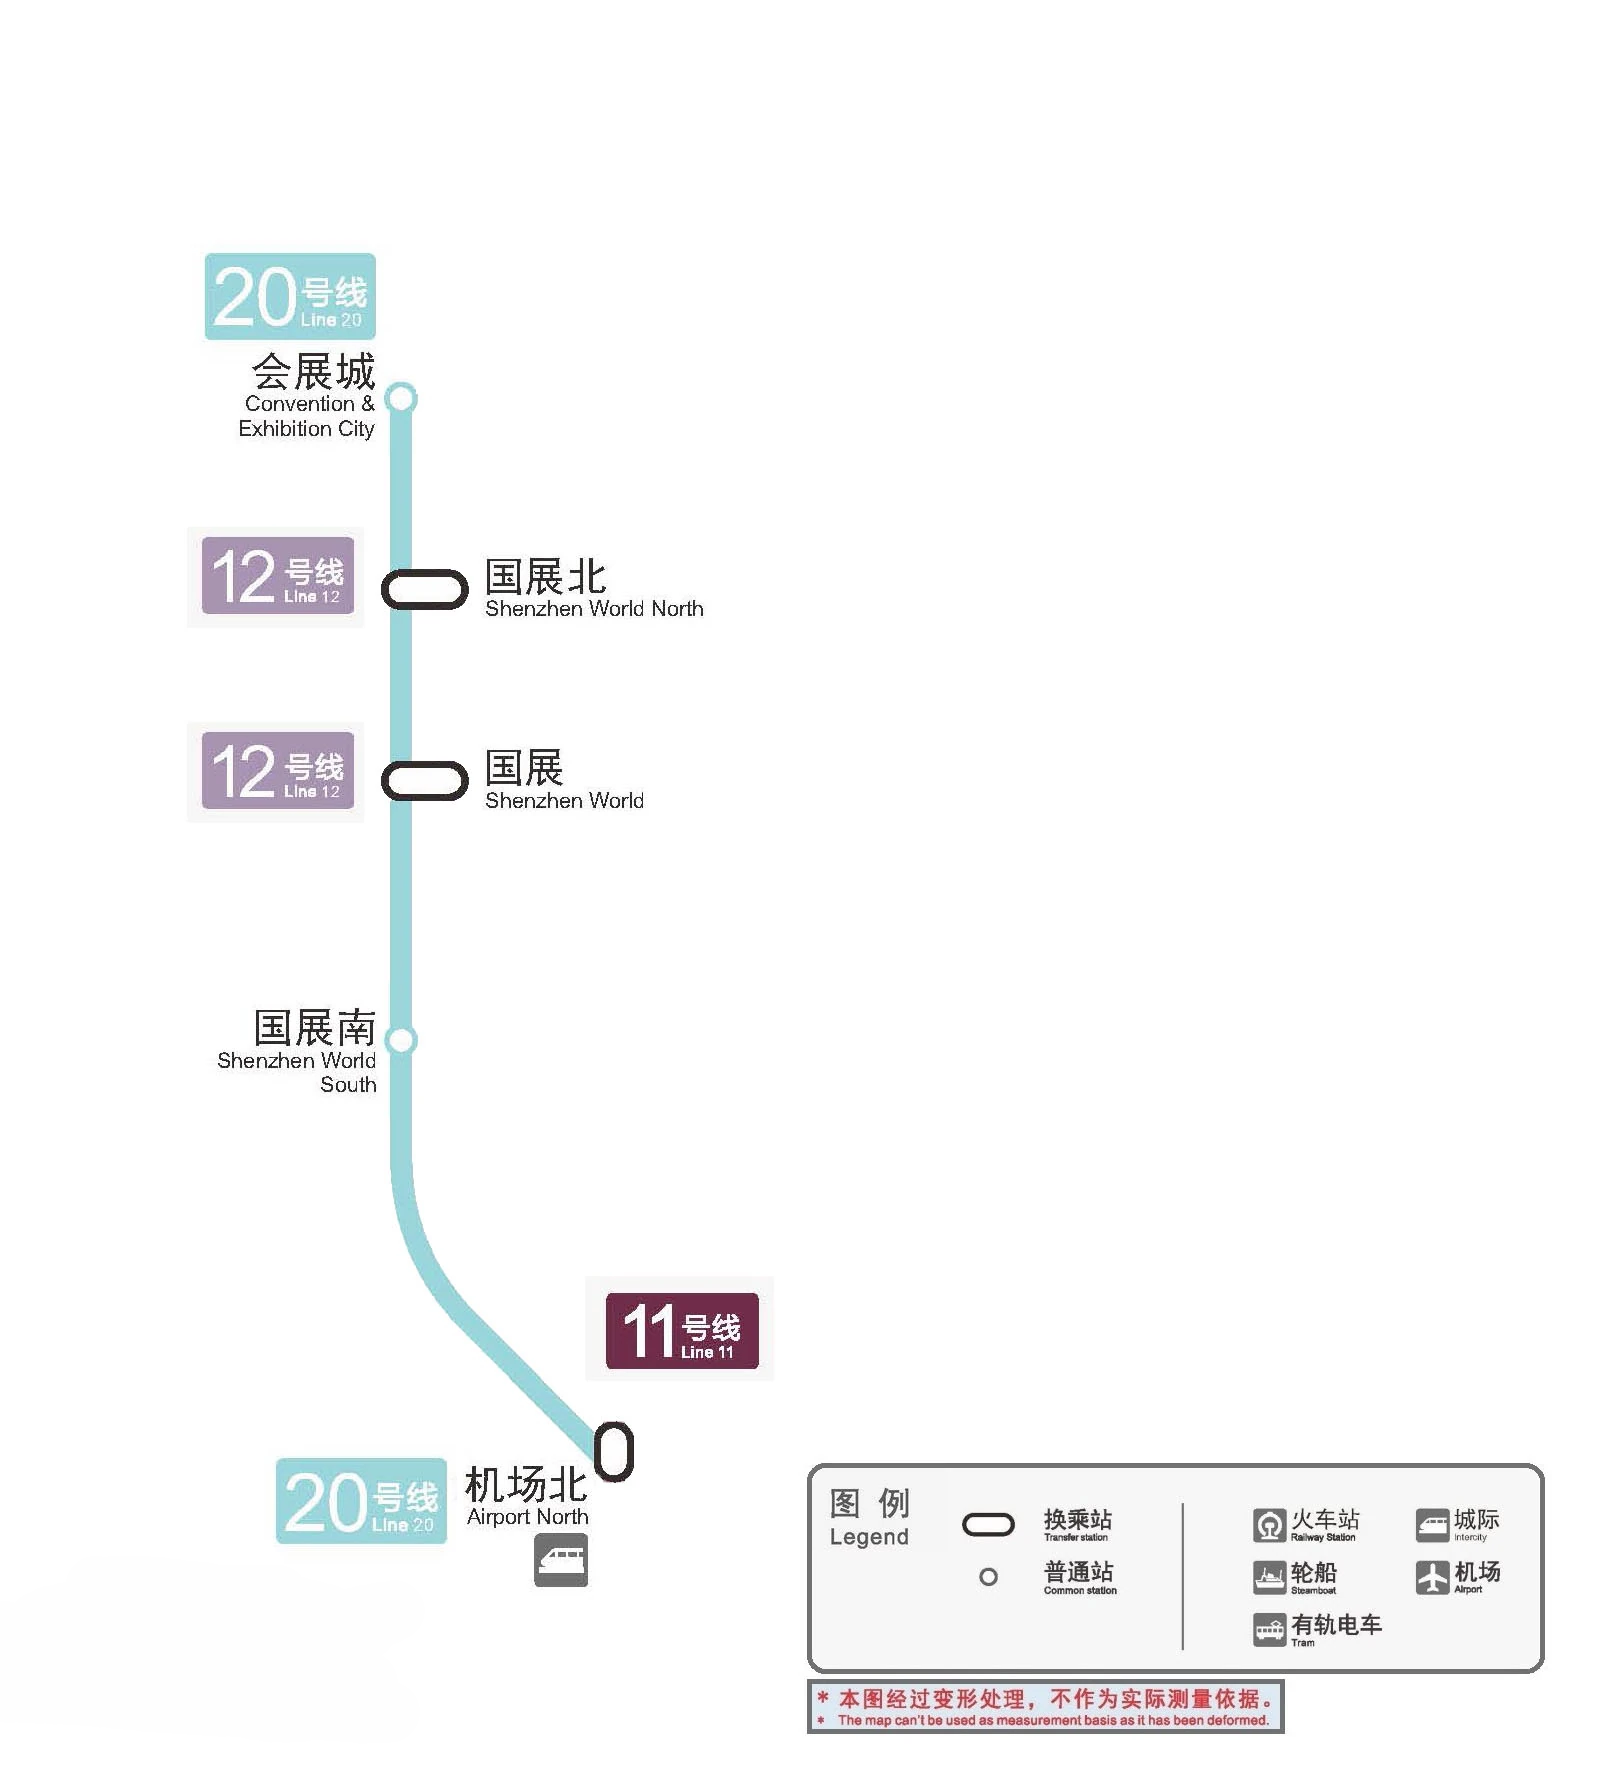 20号线
Line 20
会展城
Convention &
Exhibition City
12 号线
Line 12
国展北
Shenzhen World North
12 号线
Line 12
国展
Shenzhen World
国展南
Shenzhen World
South
11号线
Line 11
20号线
Line 20
机场北
Airport North
图 例
Legend
换乘站
Transfer station
普通站
Common station
火车站
Railway Station
城际
Intercity
轮船
Steamboat
机场
Airport
有轨电车
Tram
* 本图经过变形处理，不作为实际测量依据。
* The map can't be used as measurement basis as it has been deformed.